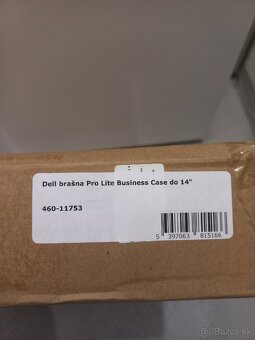 Dell brašna Pro Lite Business Case do 14"
460-11753
5 397063 815166
bazos.sk